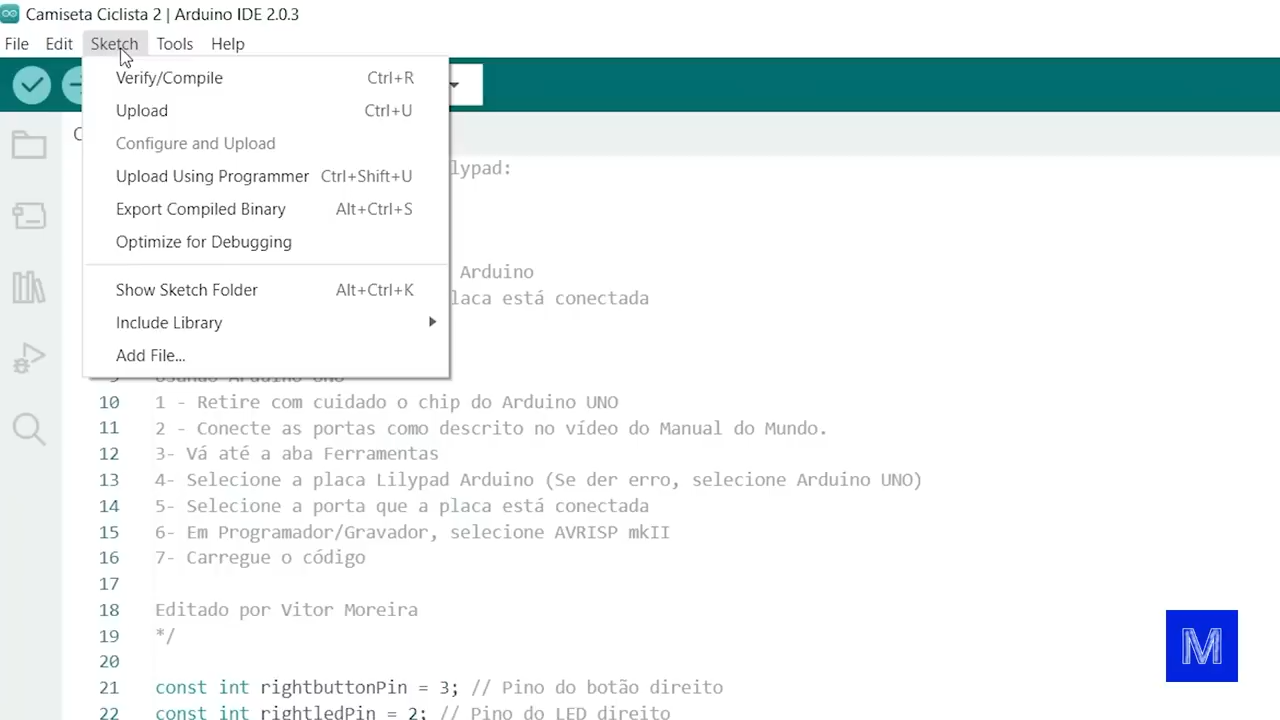 Camiseta Ciclista 2 | Arduino IDE 2.0.3
File Edit Sketch Tools Help
Verify/Compile Ctrl+R
Upload Ctrl+U
Configure and Upload
Upload Using Programmer Ctrl+Shift+U
Export Compiled Binary Alt+Ctrl+S
Optimize for Debugging
Show Sketch Folder Alt+Ctrl+K
Include Library
Add File...
lypad:
Arduino
laca está conectada
9 Usando Arduino UNO
10 1 - Retire com cuidado o chip do Arduino UNO
11 2 - Conecte as portas como descrito no vídeo do Manual do Mundo.
12 3- Vá até a aba Ferramentas
13 4- Selecione a placa Lilypad Arduino (Se der erro, selecione Arduino UNO)
14 5- Selecione a porta que a placa está conectada
15 6- Em Programador/Gravador, selecione AVRISP mkII
16 7- Carregue o código
17
18 Editado por Vitor Moreira
19 */
20
21 const int rightbuttonPin = 3; // Pino do botão direito
22 const int rightledPin = 2; // Pino do LED direito
M